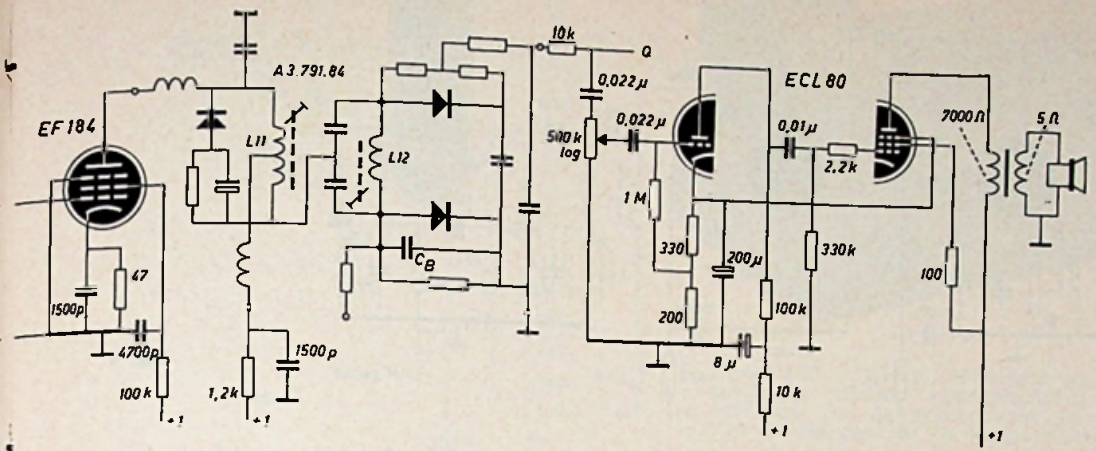 EF 184
1500p
47
4700p
100k
+1
A 3.791.84
L11
1,2k
1500p
+1
L12
CB
10k
Q
0,022µ
500k
log
0,022µ
1M
330
200
200µ
8µ
ECL80
0,01µ
2,2k
330k
100k
10k
+1
100
7000Ω
5Ω
+1